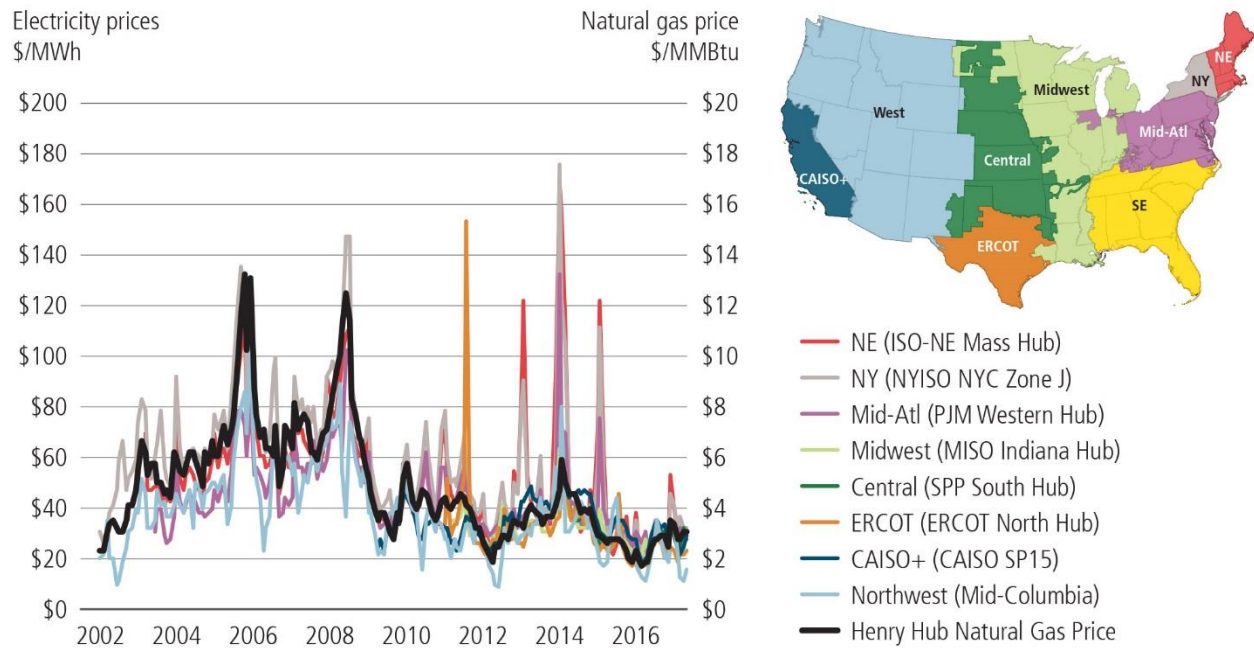 Electricity prices
$/MWh
Natural gas price
$/MMBtu
$200
$180
$160
$140
$120
$100
$80
$60
$40
$20
$0
$20
$18
$16
$14
$12
$10
$8
$6
$4
$2
$0
2002
2004
2006
2008
2010
2012
2014
2016
NE
NY
Midwest
West
Mid-Atl
Central
CAISO+
SE
ERCOT
NE (ISO-NE Mass Hub)
NY (NYISO NYC Zone J)
Mid-Atl (PJM Western Hub)
Midwest (MISO Indiana Hub)
Central (SPP South Hub)
ERCOT (ERCOT North Hub)
CAISO+ (CAISO SP15)
Northwest (Mid-Columbia)
Henry Hub Natural Gas Price